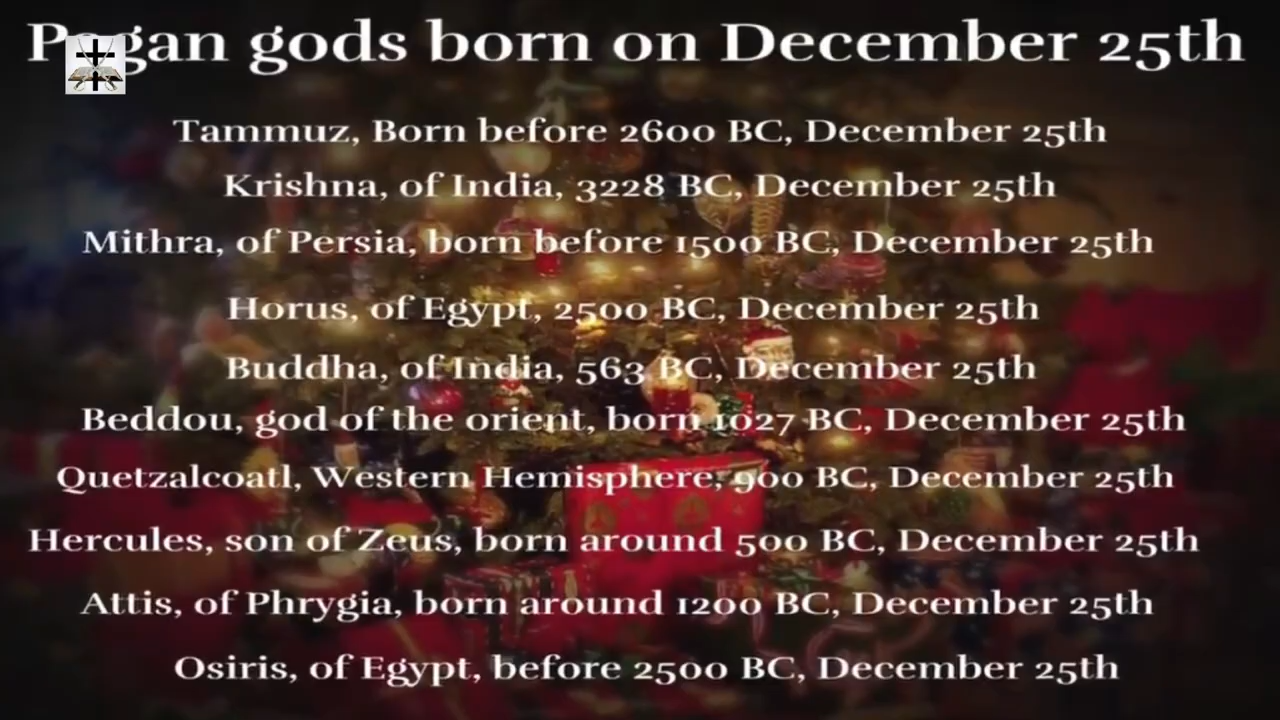 Pagan gods born on December 25th
Tammuz, Born before 2600 BC, December 25th
Krishna, of India, 3228 BC, December 25th
Mithra, of Persia, born before 1500 BC, December 25th
Horus, of Egypt, 2500 BC, December 25th
Buddha, of India, 563 BC, December 25th
Beddou, god of the orient, born 1027 BC, December 25th
Quetzalcoatl, Western Hemisphere, 900 BC, December 25th
Hercules, son of Zeus, born around 500 BC, December 25th
Attis, of Phrygia, born around 1200 BC, December 25th
Osiris, of Egypt, before 2500 BC, December 25th